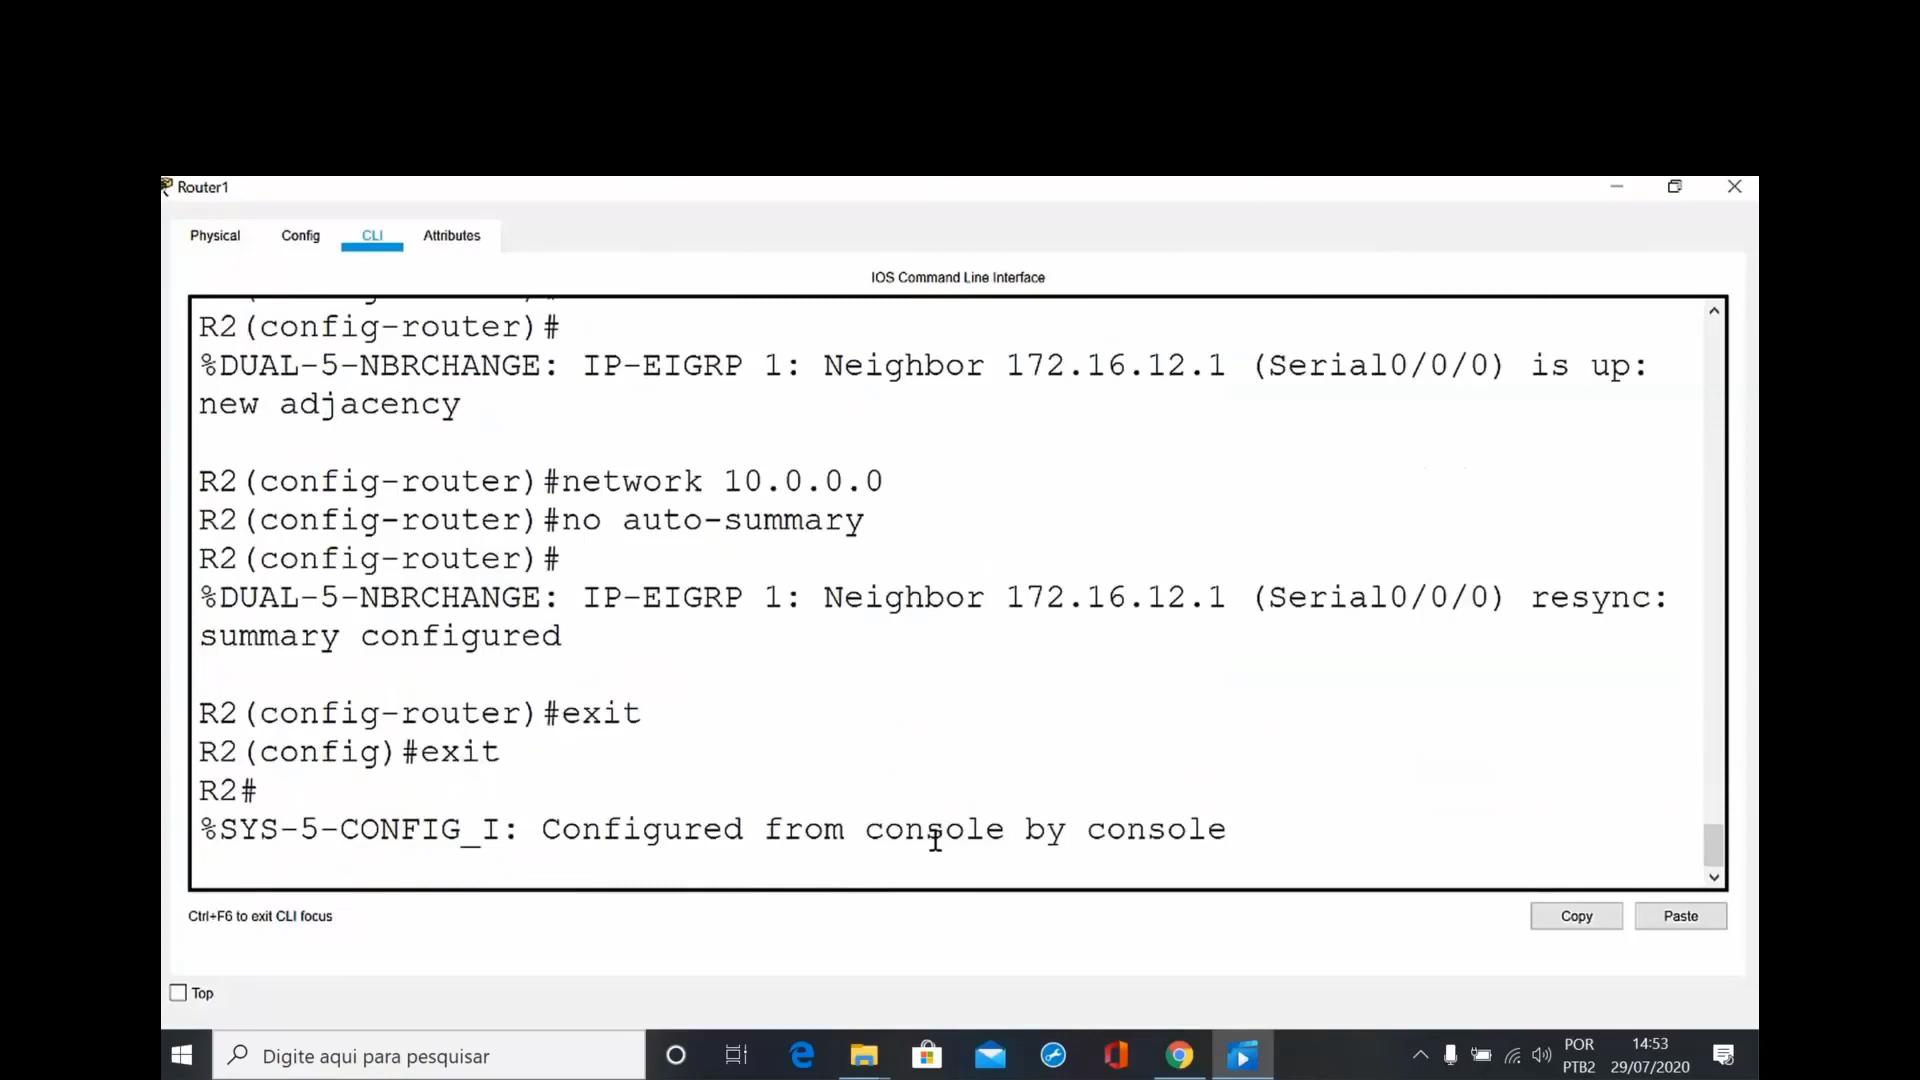 Router1
Physical Config CLI Attributes
IOS Command Line Interface
R2(config-router)#
%DUAL-5-NBRCHANGE: IP-EIGRP 1: Neighbor 172.16.12.1 (Serial0/0/0) is up:
new adjacency
R2(config-router)#network 10.0.0.0
R2(config-router)#no auto-summary
R2(config-router)#
%DUAL-5-NBRCHANGE: IP-EIGRP 1: Neighbor 172.16.12.1 (Serial0/0/0) resync:
summary configured
R2(config-router)#exit
R2(config)#exit
R2#
%SYS-5-CONFIG_I: Configured from console by console
Ctrl+F6 to exit CLI focus
Copy Paste
Top
Digite aqui para pesquisar
POR 14:53
PTB2 29/07/2020